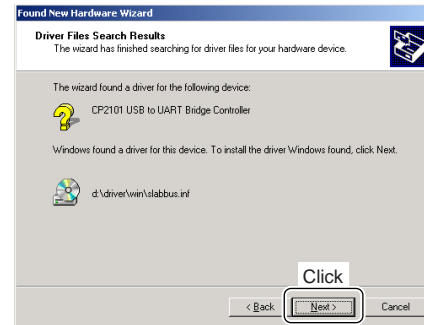 Found New Hardware Wizard
Driver Files Search Results
The wizard has finished searching for driver files for your hardware device.
The wizard found a driver for the following device:
CP2101 USB to UART Bridge Controller
Windows found a driver for this device. To install the driver Windows found, click Next.
d:\driver\win\slabbus.inf
Click
< Back
Next >
Cancel